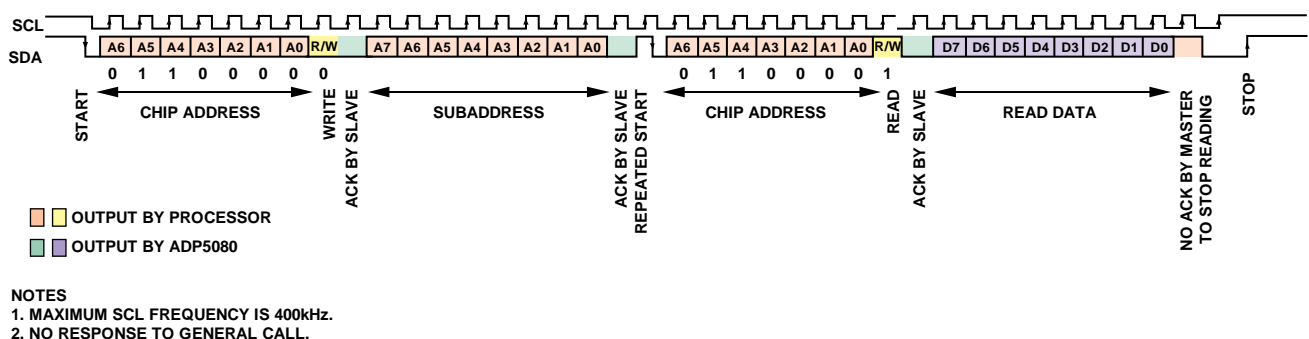 SCL
SDA
A6 A5 A4 A3 A2 A1 A0 R/W A7 A6 A5 A4 A3 A2 A1 A0 A6 A5 A4 A3 A2 A1 A0 R/W D7 D6 D5 D4 D3 D2 D1 D0
0 1 1 0 0 0 0 0 0 1 1 0 0 0 0 1
START
CHIP ADDRESS
WRITE
ACK BY SLAVE
SUBADDRESS
ACK BY SLAVE
REPEATED START
CHIP ADDRESS
READ
ACK BY SLAVE
READ DATA
NO ACK BY MASTER
TO STOP READING
STOP
OUTPUT BY PROCESSOR
OUTPUT BY ADP5080
NOTES
1. MAXIMUM SCL FREQUENCY IS 400kHz.
2. NO RESPONSE TO GENERAL CALL.